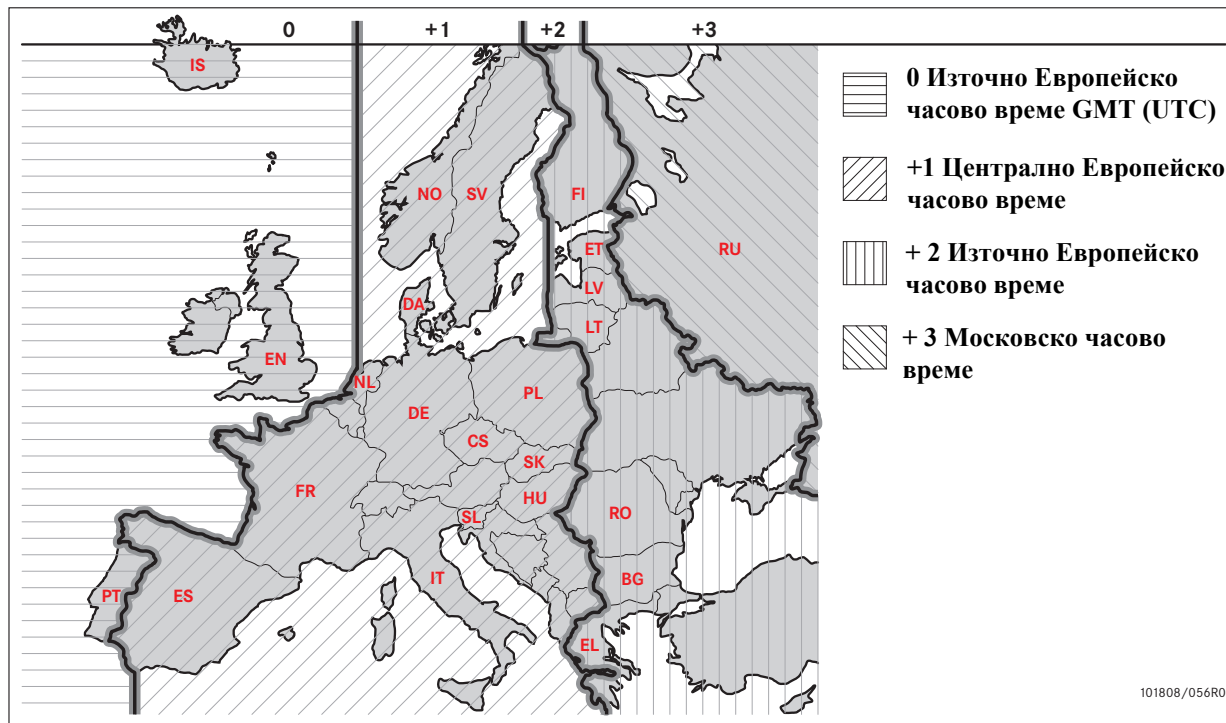 0 +1 +2 +3
IS
NO SV FI
RU
ET
LV
DA
LT
EN
NL
PL
DE
CS
SK
FR
HU
RO
SL
IT
BG
PT ES
EL
0 Източно Европейско
часово време GMT (UTC)
+1 Централно Европейско
часово време
+ 2 Източно Европейско
часово време
+ 3 Московско часово
време
101808/056R0